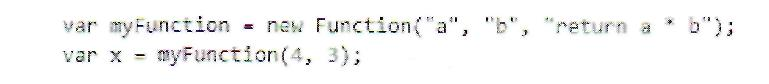 var myFunction = new Function("a", "b", "return a * b");
var x = myFunction(4, 3);